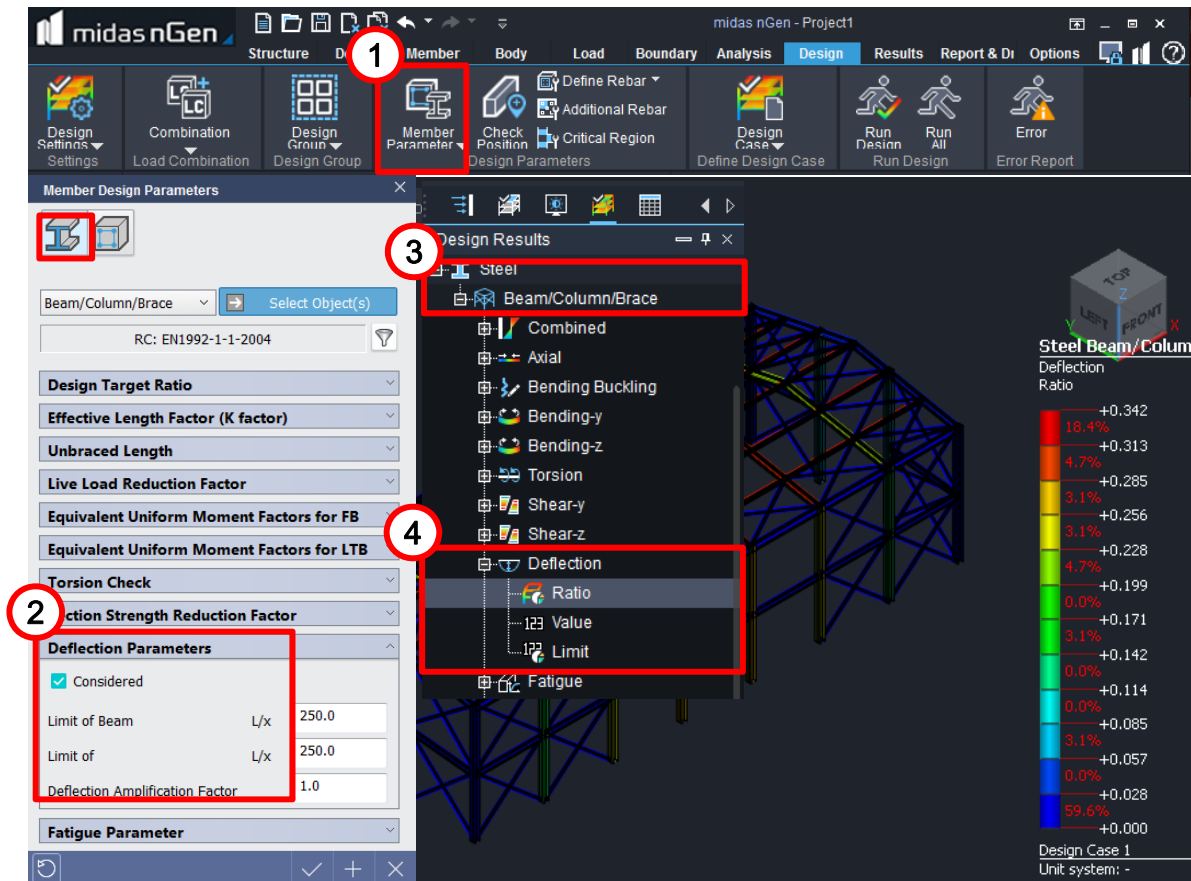 midas nGen
midas nGen - Project1
Structure
Member
Body
Load
Boundary
Analysis
Design
Results
Report & Dr
Options
1
Design
Settings
Combination
Design
Group
Member
Parameter
Check
Position
Define Rebar
Additional Rebar
Critical Region
Design
Case
Run
Design
Run
All
Error
Settings
Load Combination
Design Group
Design Parameters
Define Design Case
Run Design
Error Report
Member Design Parameters
Beam/Column/Brace
Select Object(s)
RC: EN1992-1-1-2004
Design Target Ratio
Effective Length Factor (K factor)
Unbraced Length
Live Load Reduction Factor
Equivalent Uniform Moment Factors for FB
Equivalent Uniform Moment Factors for LTB
Torsion Check
2
ction Strength Reduction Factor
Deflection Parameters
Considered
Limit of Beam L/x 250.0
Limit of L/x 250.0
Deflection Amplification Factor 1.0
Fatigue Parameter
3
Design Results
Steel
Beam/Column/Brace
Combined
Axial
Bending Buckling
Bending-y
Bending-z
Torsion
Shear-y
Shear-z
4
Deflection
Ratio
Value
Limit
Fatigue
TOP
LEFT
FRONT
Z
Y
X
Steel Beam/Colum
Deflection
Ratio
+0.342
18.4%
+0.313
4.7%
+0.285
3.1%
+0.256
3.1%
+0.228
4.7%
+0.199
0.0%
+0.171
3.1%
+0.142
0.0%
+0.114
0.0%
+0.085
3.1%
+0.057
0.0%
+0.028
59.6%
+0.000
Design Case 1
Unit system: -